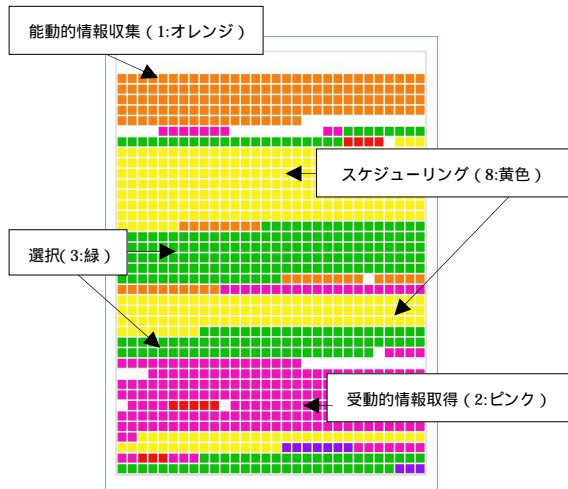 能動的情報収集（1:オレンジ）
スケジューリング（8:黄色）
選択(3:緑)
受動的情報取得（2:ピンク）